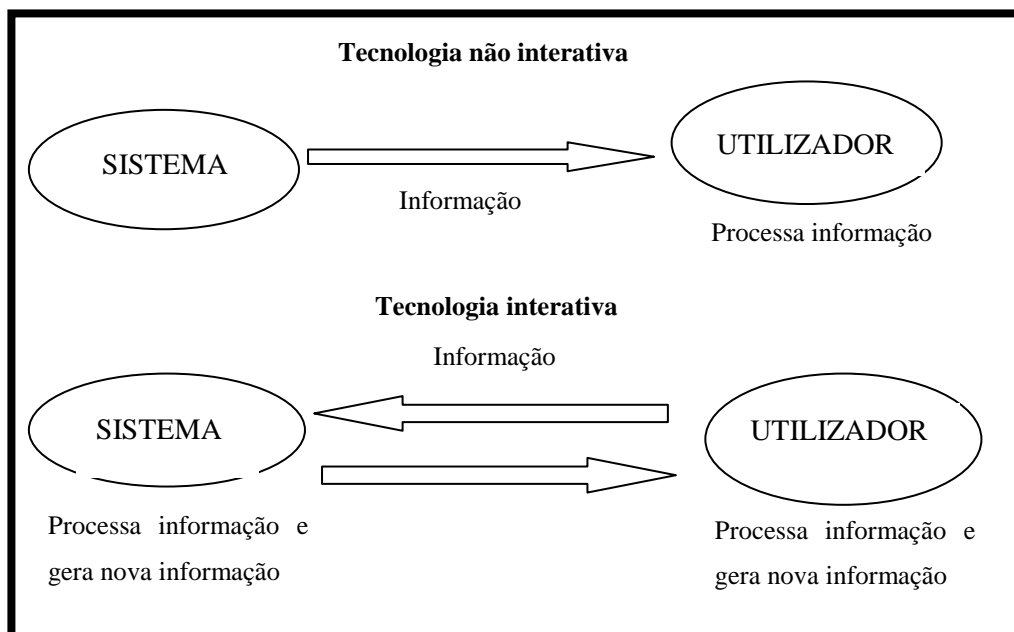 Tecnologia não interativa
SISTEMA
UTILIZADOR
Informação
Processa informação
Tecnologia interativa
Informação
SISTEMA
UTILIZADOR
Processa informação e
gera nova informação
Processa informação e
gera nova informação